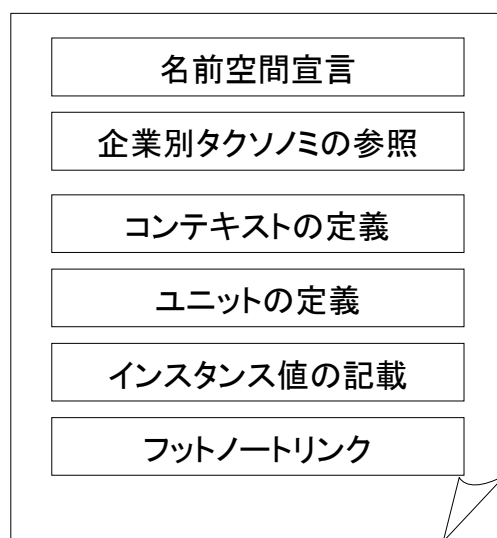 名前空間宣言
企業別タクソノミの参照
コンテキストの定義
ユニットの定義
インスタンス値の記載
フットノートリンク